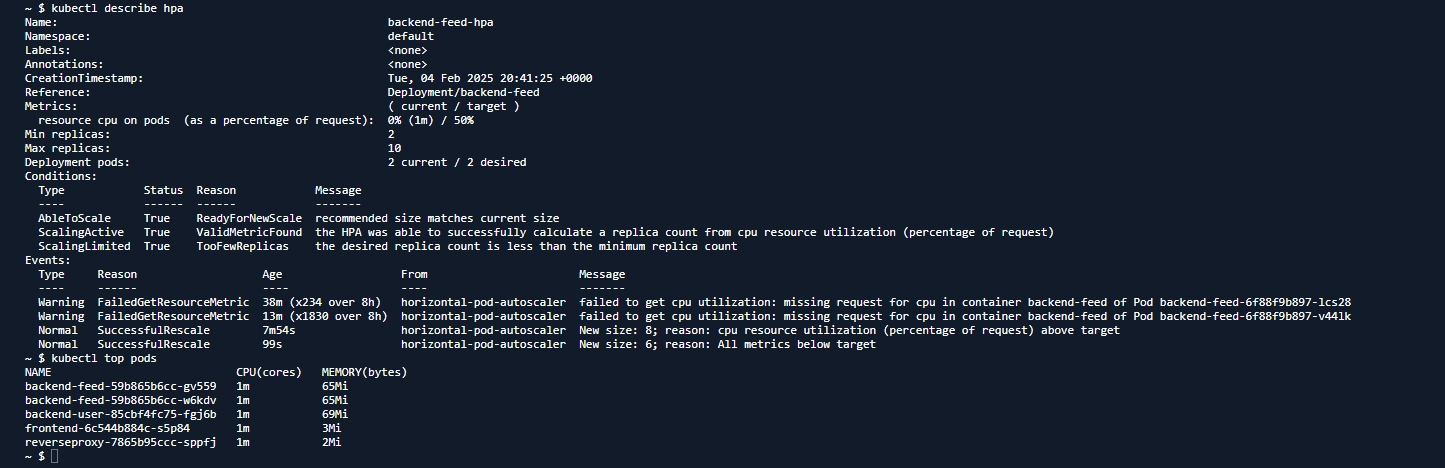 ~ $ kubectl describe hpa
Name:                                                  backend-feed-hpa
Namespace:                                             default
Labels:                                                <none>
Annotations:                                           <none>
CreationTimestamp:                                     Tue, 04 Feb 2025 20:41:25 +0000
Reference:                                             Deployment/backend-feed
Metrics:                                               ( current / target )
  resource cpu on pods  (as a percentage of request):  0% (1m) / 50%
Min replicas:                                          2
Max replicas:                                          10
Deployment pods:                                       2 current / 2 desired
Conditions:
  Type            Status  Reason            Message
  ----            ------  ------            -------
  AbleToScale     True    ReadyForNewScale  recommended size matches current size
  ScalingActive   True    ValidMetricFound  the HPA was able to successfully calculate a replica count from cpu resource utilization (percentage of request)
  ScalingLimited  True    TooFewReplicas    the desired replica count is less than the minimum replica count
Events:
  Type     Reason                   Age                   From                       Message
  ----     ------                   ----                  ----                       -------
  Warning  FailedGetResourceMetric  38m (x234 over 8h)    horizontal-pod-autoscaler  failed to get cpu utilization: missing request for cpu in container backend-feed of Pod backend-feed-6f88f9b897-lcs28
  Warning  FailedGetResourceMetric  13m (x1830 over 8h)   horizontal-pod-autoscaler  failed to get cpu utilization: missing request for cpu in container backend-feed of Pod backend-feed-6f88f9b897-v44lk
  Normal   SuccessfulRescale        7m54s                 horizontal-pod-autoscaler  New size: 8; reason: cpu resource utilization (percentage of request) above target
  Normal   SuccessfulRescale        99s                   horizontal-pod-autoscaler  New size: 6; reason: All metrics below target
~ $ kubectl top pods
NAME                            CPU(cores)   MEMORY(bytes)
backend-feed-59b865b6cc-gv559   1m           65Mi
backend-feed-59b865b6cc-w6kdv   1m           65Mi
backend-user-85cbf4fc75-fgj6b   1m           69Mi
frontend-6c544b884c-s5p84       1m           3Mi
reverseproxy-7865b95ccc-sppfj   1m           2Mi
~ $